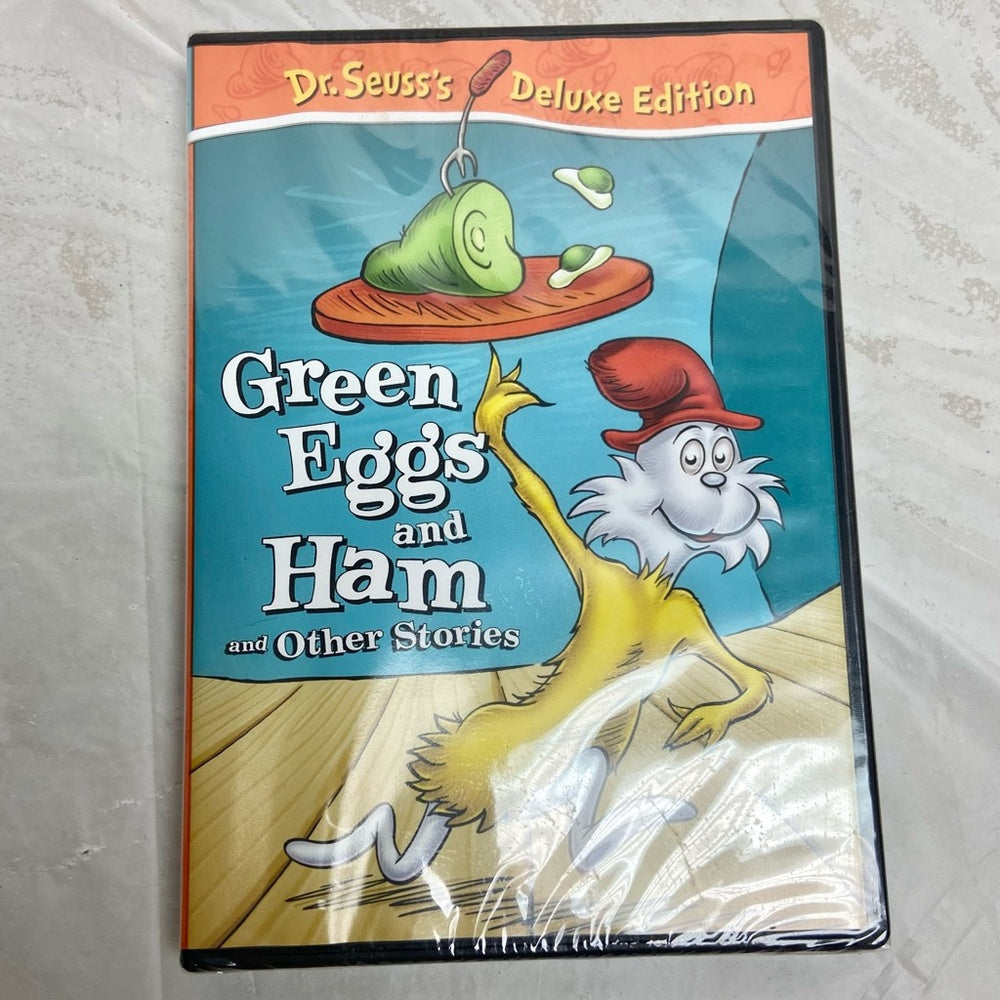 Dr. Seuss's Deluxe Edition
Green
Eggs
and
Ham
and Other Stories